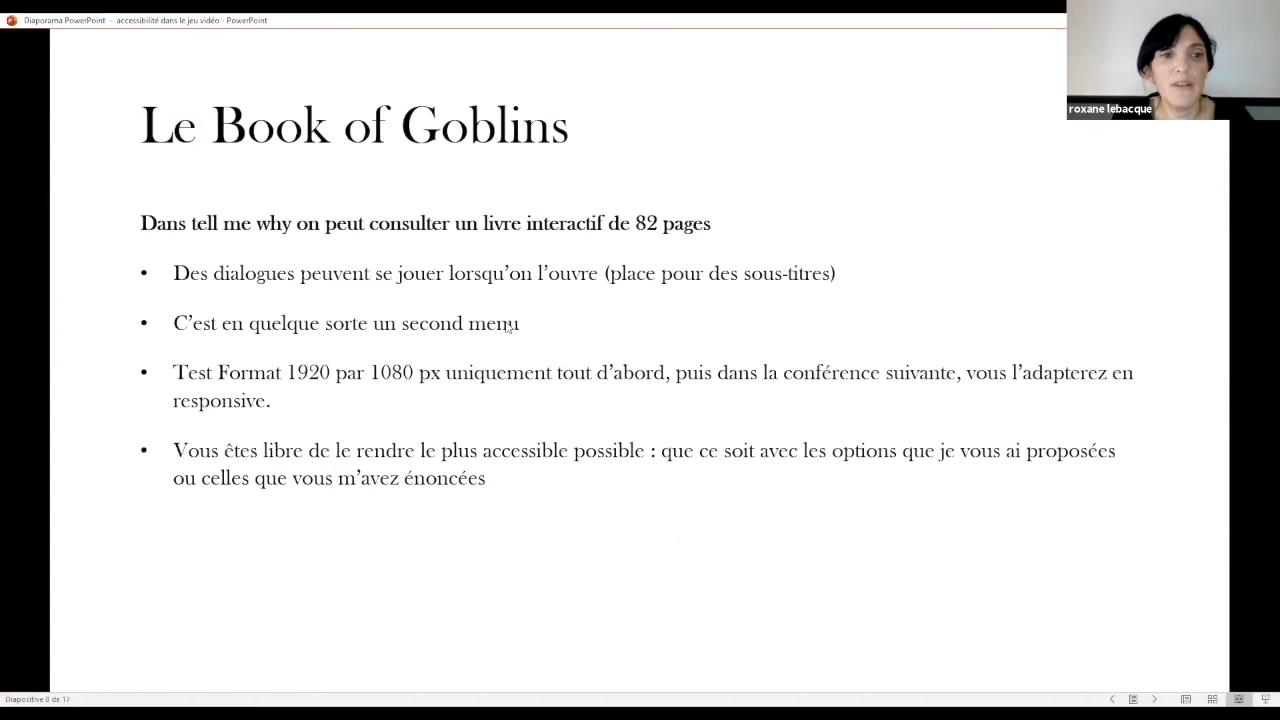 Diaporama PowerPoint - accessibilité dans le jeu vidéo - PowerPoint
roxane lebacque
Le Book of Goblins
Dans tell me why on peut consulter un livre interactif de 82 pages
• Des dialogues peuvent se jouer lorsqu'on l'ouvre (place pour des sous-titres)
• C'est en quelque sorte un second menu
• Test Format 1920 par 1080 px uniquement tout d'abord, puis dans la conférence suivante, vous l'adapterez en
responsive.
• Vous êtes libre de le rendre le plus accessible possible : que ce soit avec les options que je vous ai proposées
ou celles que vous m'avez énoncées
Diapositive 8 de 17